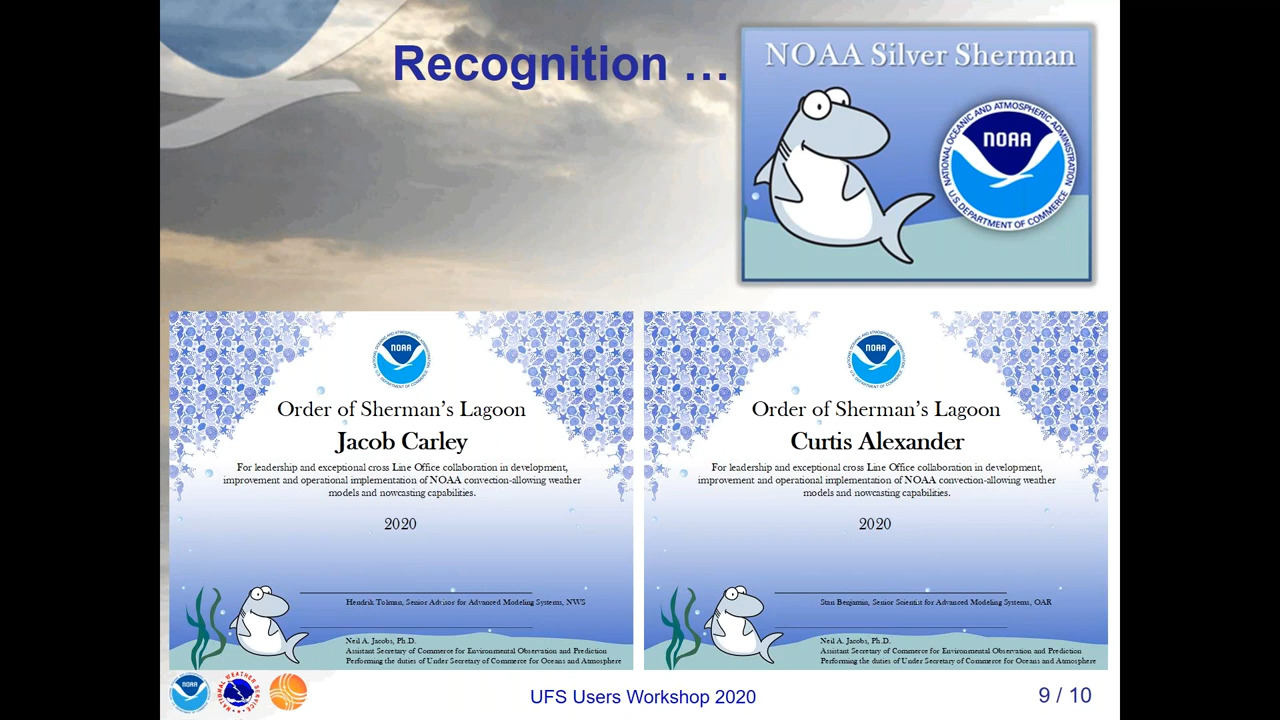 Recognition …
NOAA Silver Sherman
NATIONAL OCEANIC AND ATMOSPHERIC ADMINISTRATION
NOAA
U.S. DEPARTMENT OF COMMERCE
NOAA
Order of Sherman's Lagoon
Jacob Carley
For leadership and exceptional cross Line Office collaboration in development,
improvement and operational implementation of NOAA convection-allowing weather
models and nowcasting capabilities.
2020
Hendrik Tolman, Senior Advisor for Advanced Modeling Systems, NWS
Neil A. Jacobs, Ph.D.
Assistant Secretary of Commerce for Environmental Observation and Prediction
Performing the duties of Under Secretary of Commerce for Oceans and Atmosphere
NOAA
Order of Sherman's Lagoon
Curtis Alexander
For leadership and exceptional cross Line Office collaboration in development,
improvement and operational implementation of NOAA convection-allowing weather
models and nowcasting capabilities.
2020
Stan Benjamin, Senior Scientist for Advanced Modeling Systems, OAR
Neil A. Jacobs, Ph.D.
Assistant Secretary of Commerce for Environmental Observation and Prediction
Performing the duties of Under Secretary of Commerce for Oceans and Atmosphere
NOAA
NATIONAL WEATHER SERVICE
UFS Users Workshop 2020
9 / 10